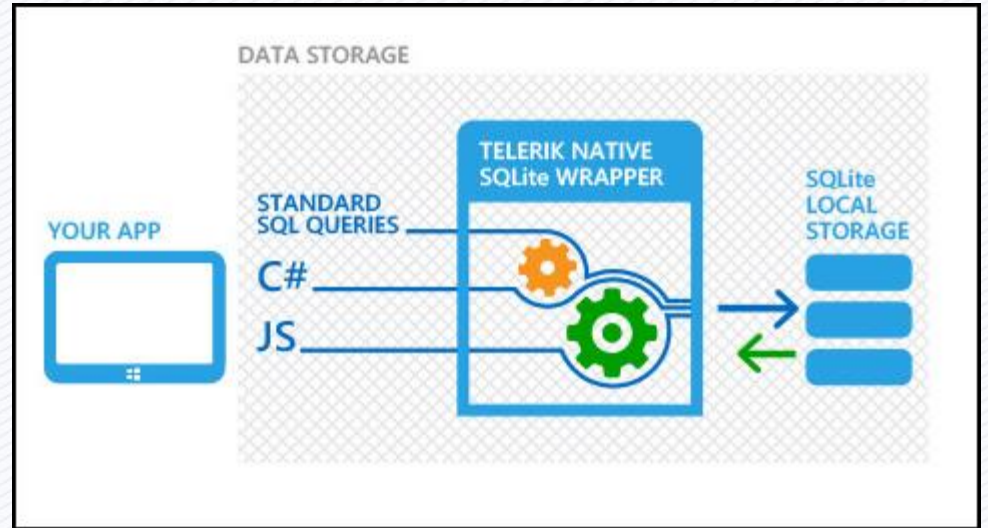 DATA STORAGE
TELERIK NATIVE
SQLite WRAPPER
STANDARD
SQL QUERIES
C#
JS
YOUR APP
SQLite
LOCAL
STORAGE